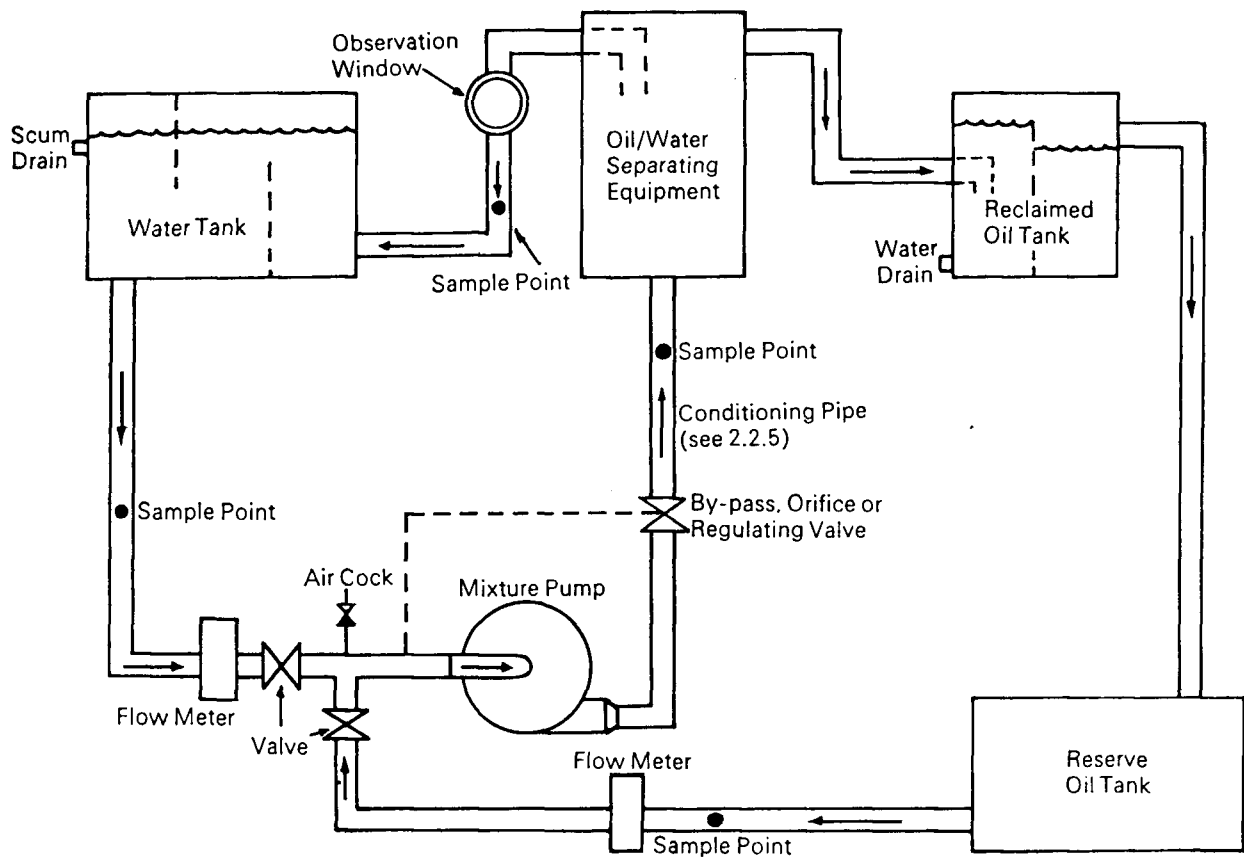 Observation
Window
Scum
Drain
Water Tank
Sample Point
Oil/Water
Separating
Equipment
Reclaimed
Oil Tank
Water
Drain
Sample Point
Conditioning Pipe
(see 2.2.5)
Sample Point
By-pass, Orifice or
Regulating Valve
Air Cock
Mixture Pump
Flow Meter
Valve
Flow Meter
Sample Point
Reserve
Oil Tank